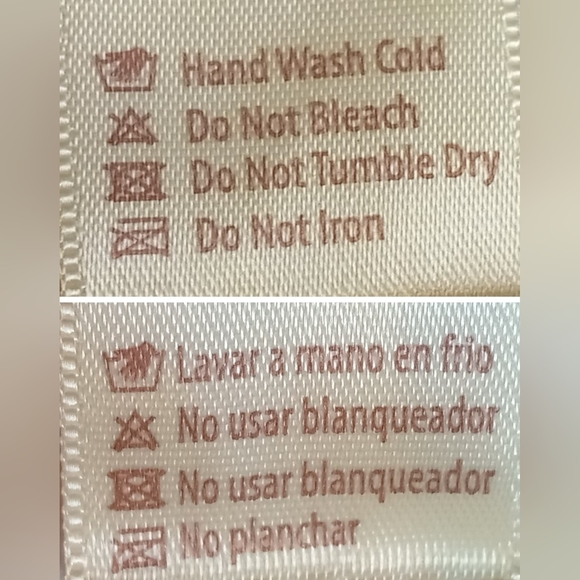 Hand Wash Cold
Do Not Bleach
Do Not Tumble Dry
Do Not Iron
Lavar a mano en frio
No usar blanqueador
No usar blanqueador
No planchar